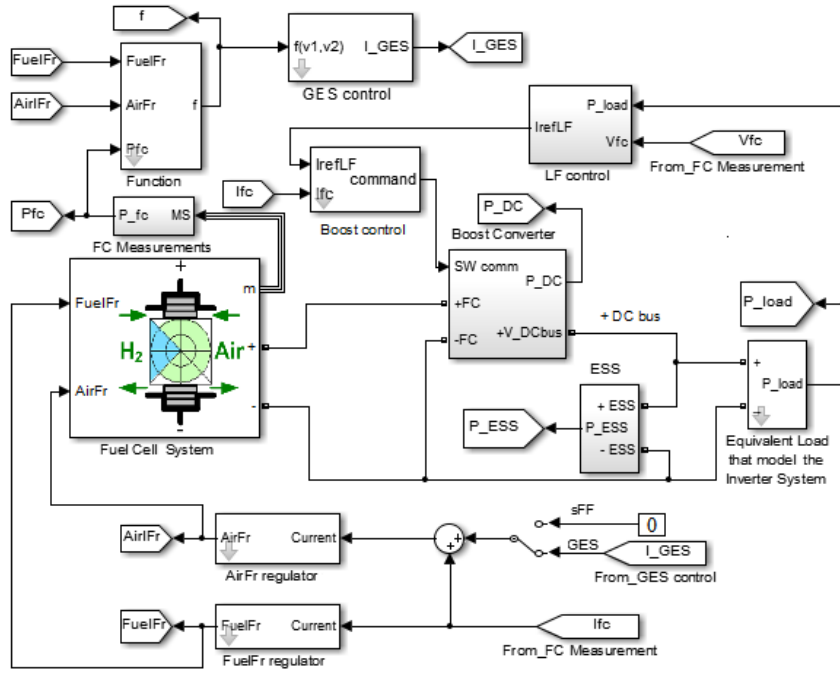 f
FuelFr
AirlFr
FuelFr
AirFr
Pfc
f
Function
f(v1,v2)
I_GES
GES control
I_GES
P_load
IrefLF
Vfc
LF control
Vfc
From_FC Measurement
Ifc
IrefLF
command
Ifc
Boost control
Pfc
P_fc
MS
FC Measurements
P_DC
Boost Converter
SW comm
P_DC
+FC
+V_DCbus
-FC
+ DC bus
P_load
+
m
FuelFr
H2
Air
+
AirFr
-
-
Fuel Cell System
ESS
+ ESS
P_ESS
- ESS
P_ESS
+
P_load
-
Equivalent Load
that model the
Inverter System
AirlFr
AirFr
Current
AirFr regulator
+
+
sFF
0
GES
I_GES
From_GES control
FuelFr
FuelFr
Current
FuelFr regulator
Ifc
From_FC Measurement